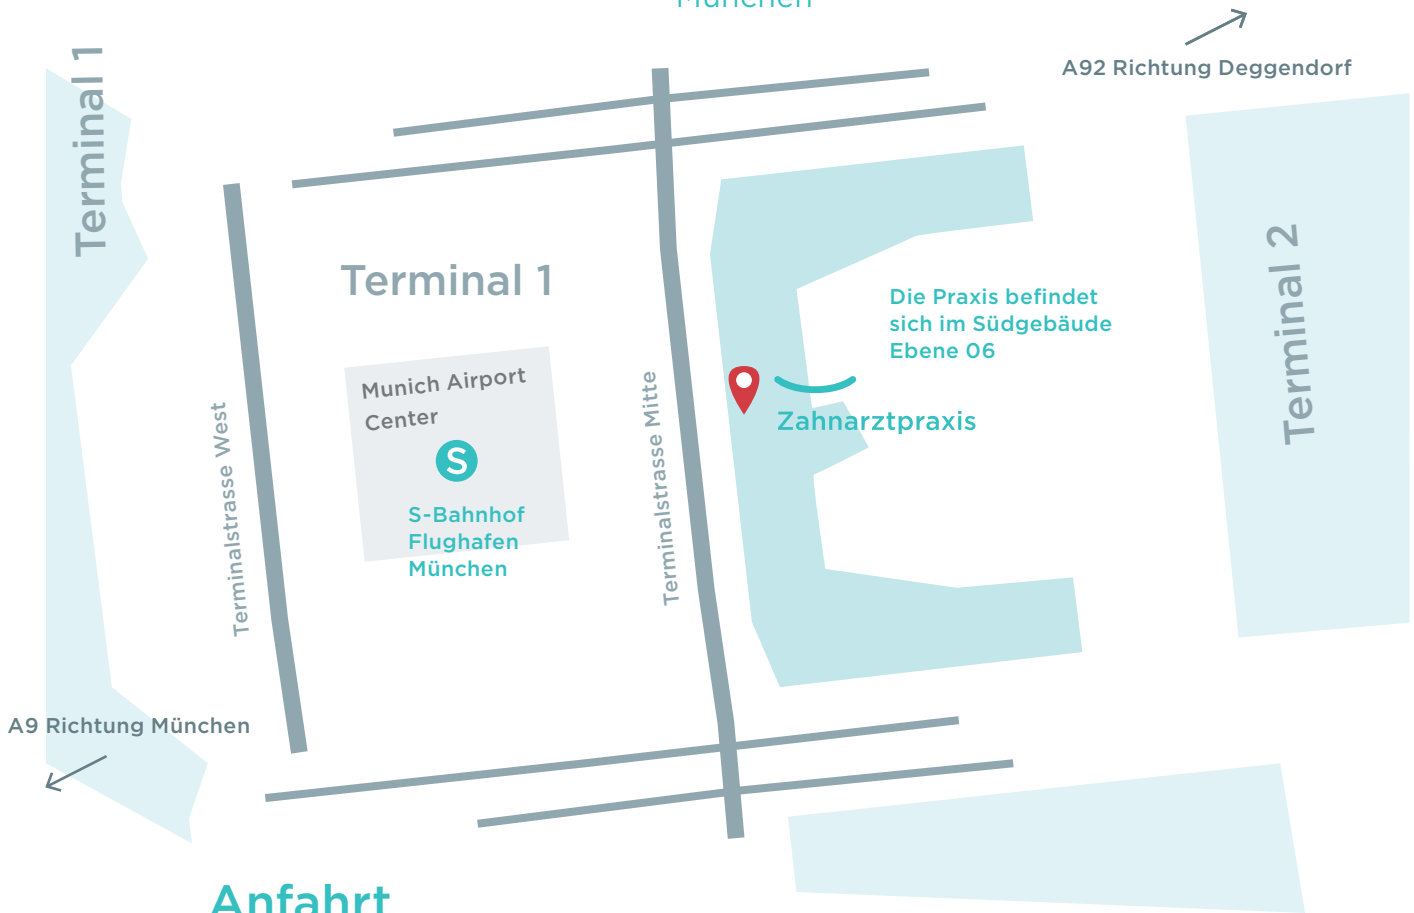 München
A92 Richtung Deggendorf
Terminal 1
Terminal 1
Terminal 2
Die Praxis befindet
sich im Südgebäude
Ebene 06
Munich Airport
Center
Zahnarztpraxis
S
S-Bahnhof
Flughafen
München
Terminalstrasse West
Terminalstrasse Mitte
A9 Richtung München
Anfahrt